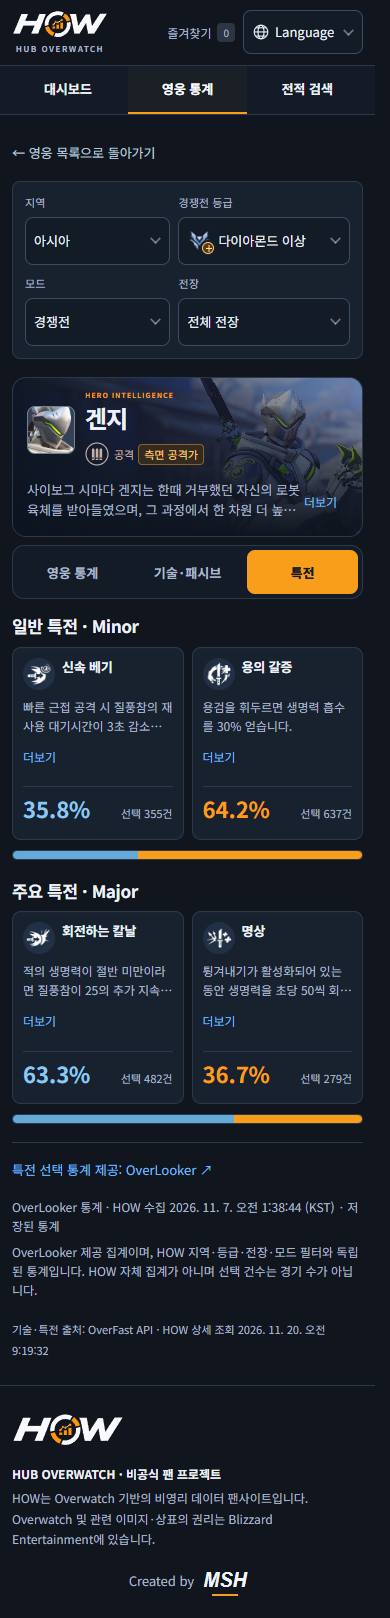 HOW
HUB OVERWATCH
즐겨찾기 0
Language
대시보드 영웅 통계 전적 검색
← 영웅 목록으로 돌아가기
지역 경쟁전 등급
아시아 다이아몬드 이상
모드 전장
경쟁전 전체 전장
HERO INTELLIGENCE
겐지
공격 측면 공격가
사이보그 시마다 겐지는 한때 거부했던 자신의 로봇
육체를 받아들였으며, 그 과정에서 한 차원 더 높… 더보기
영웅 통계 기술·패시브 특전
일반 특전 · Minor
신속 베기
빠른 근접 공격 시 질풍참의 재
사용 대기시간이 3초 감소…
더보기
35.8% 선택 355건
용의 갈증
용검을 휘두르면 생명력 흡수
를 30% 얻습니다.
더보기
64.2% 선택 637건
주요 특전 · Major
회전하는 칼날
적의 생명력이 절반 미만이라
면 질풍참이 25의 추가 지속…
더보기
63.3% 선택 482건
명상
튕겨내기가 활성화되어 있는
동안 생명력을 초당 50씩 회…
더보기
36.7% 선택 279건
특전 선택 통계 제공: OverLooker ↗
OverLooker 통계 · HOW 수집 2026. 11. 7. 오전 1:38:44 (KST) · 저
장된 통계
OverLooker 제공 집계이며, HOW 지역·등급·전장·모드 필터와 독립
된 통계입니다. HOW 자체 집계가 아니며 선택 건수는 경기 수가 아닙
니다.
기술·특전 출처: OverFast API · HOW 상세 조회 2026. 11. 20. 오전
9:19:32
HOW
HUB OVERWATCH · 비공식 팬 프로젝트
HOW는 Overwatch 기반의 비영리 데이터 팬사이트입니다.
Overwatch 및 관련 이미지·상표의 권리는 Blizzard
Entertainment에 있습니다.
Created by MSH